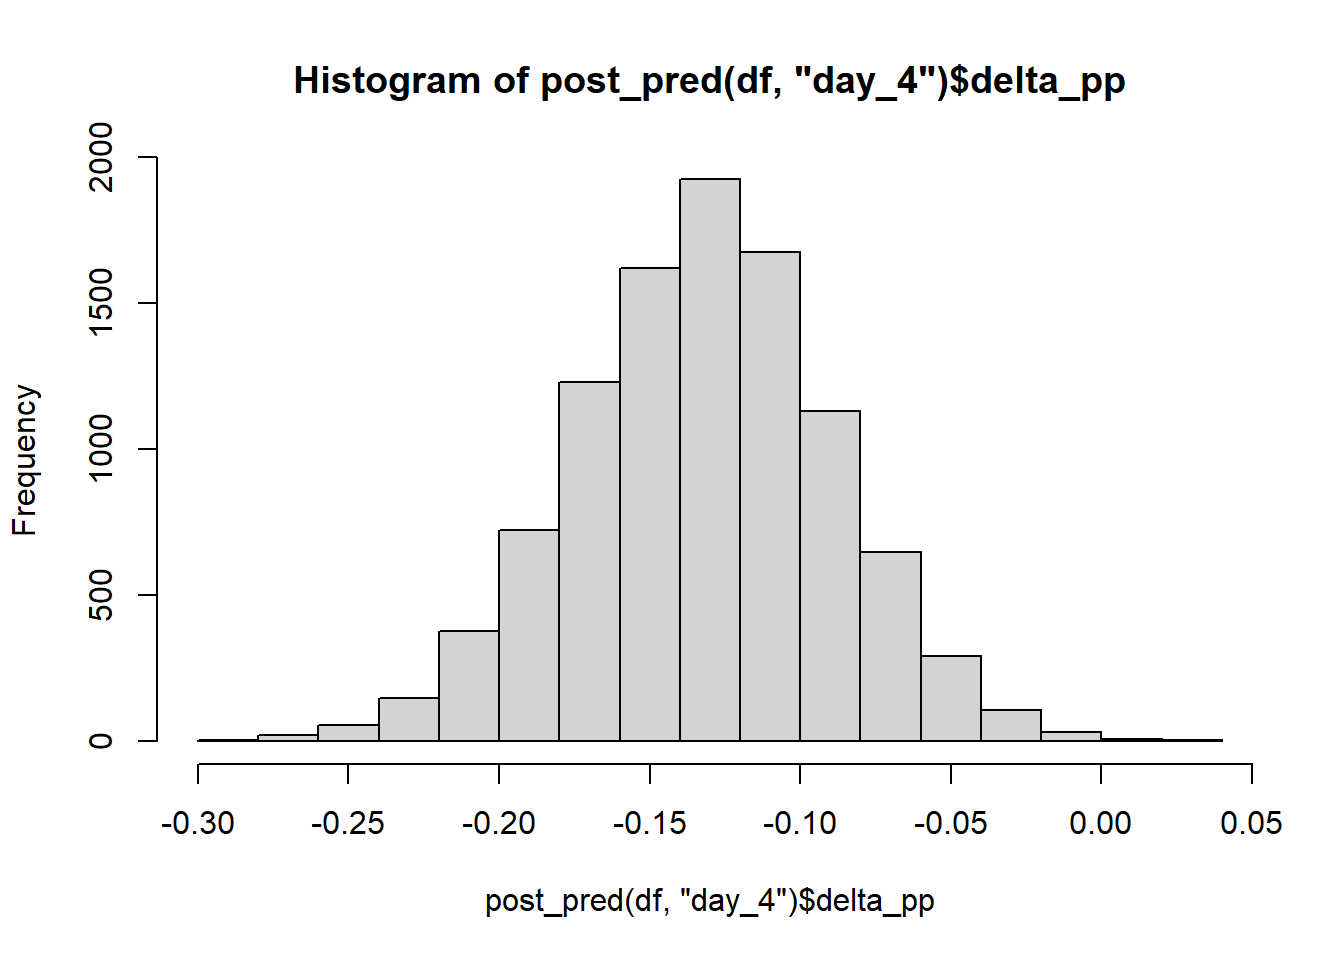 Histogram of post_pred(df, "day_4")$delta_pp
Frequency
2000
1500
1000
500
0
-0.30 -0.25 -0.20 -0.15 -0.10 -0.05 0.00 0.05
post_pred(df, "day_4")$delta_pp